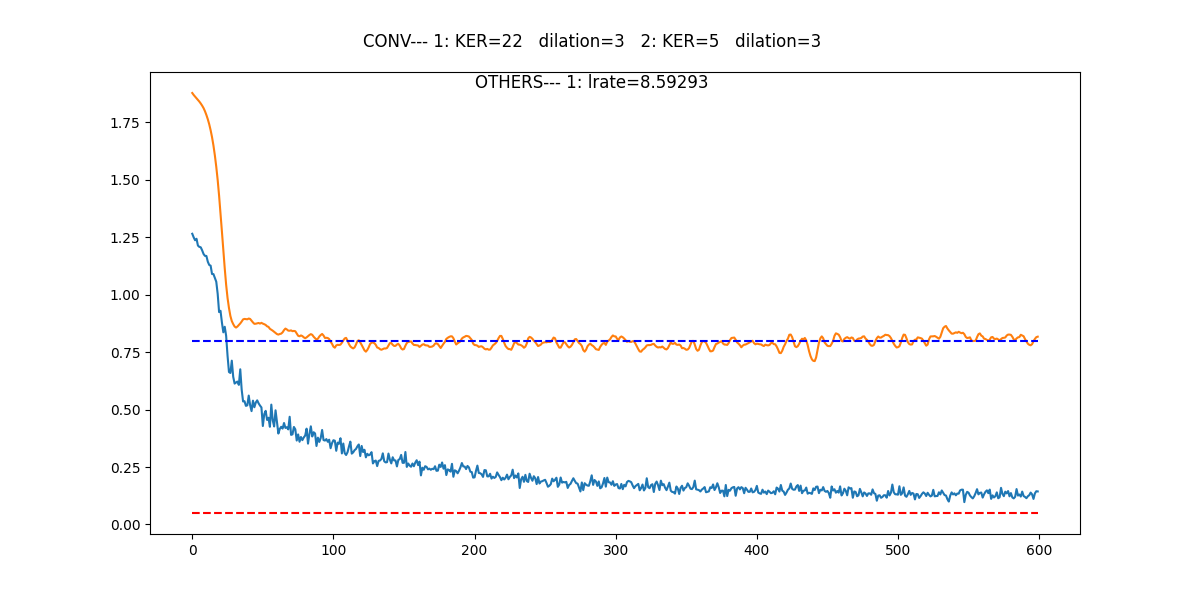 CONV--- 1: KER=22   dilation=3   2: KER=5   dilation=3
OTHERS--- 1: lrate=8.59293
1.75
1.50
1.25
1.00
0.75
0.50
0.25
0.00
0 100 200 300 400 500 600